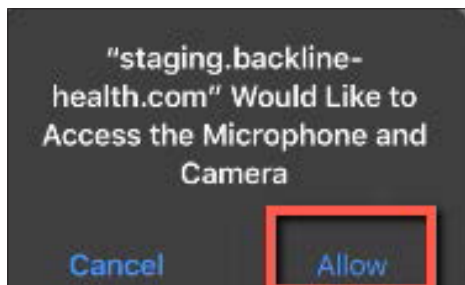 "staging.backline-
health.com" Would Like to
Access the Microphone and
Camera
Cancel Allow